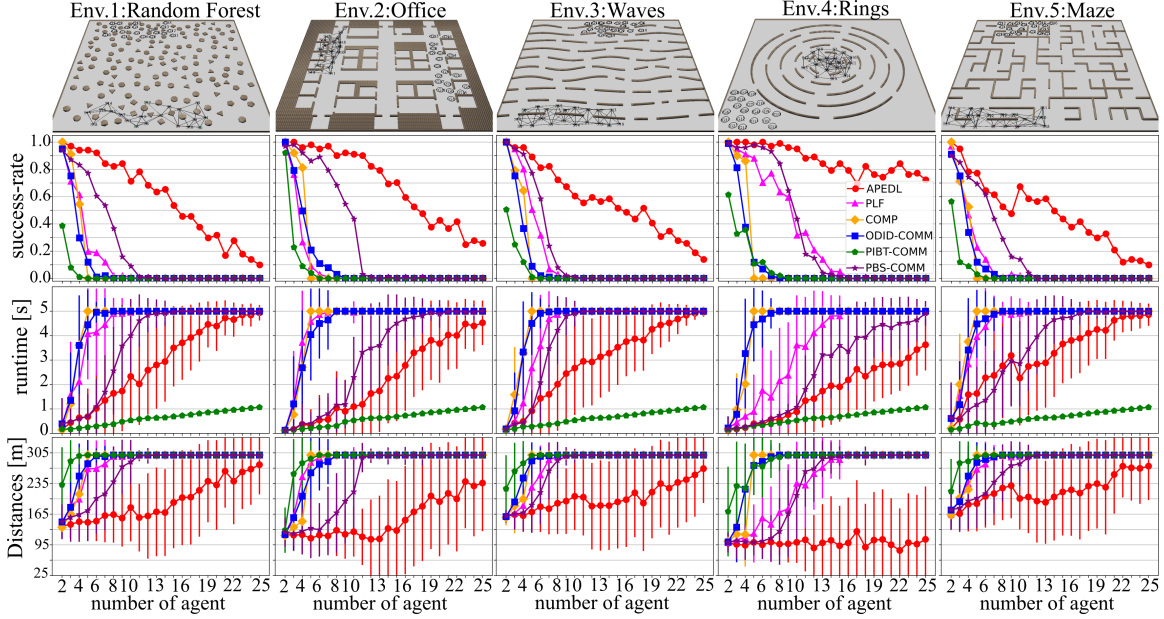 Env.1:Random Forest Env.2:Office Env.3:Waves Env.4:Rings Env.5:Maze
success-rate
1.0
0.8
0.6
0.4
0.2
0.0
APEDL
PLF
COMP
ODID-COMM
PIBT-COMM
PBS-COMM
runtime [s]
5
4
3
2
1
0
Distances [m]
305
235
165
95
25
2 4 6 8 10 13 16 19 22 25 2 4 6 8 10 13 16 19 22 25 2 4 6 8 10 13 16 19 22 25 2 4 6 8 10 13 16 19 22 25 2 4 6 8 10 13 16 19 22 25
number of agent number of agent number of agent number of agent number of agent